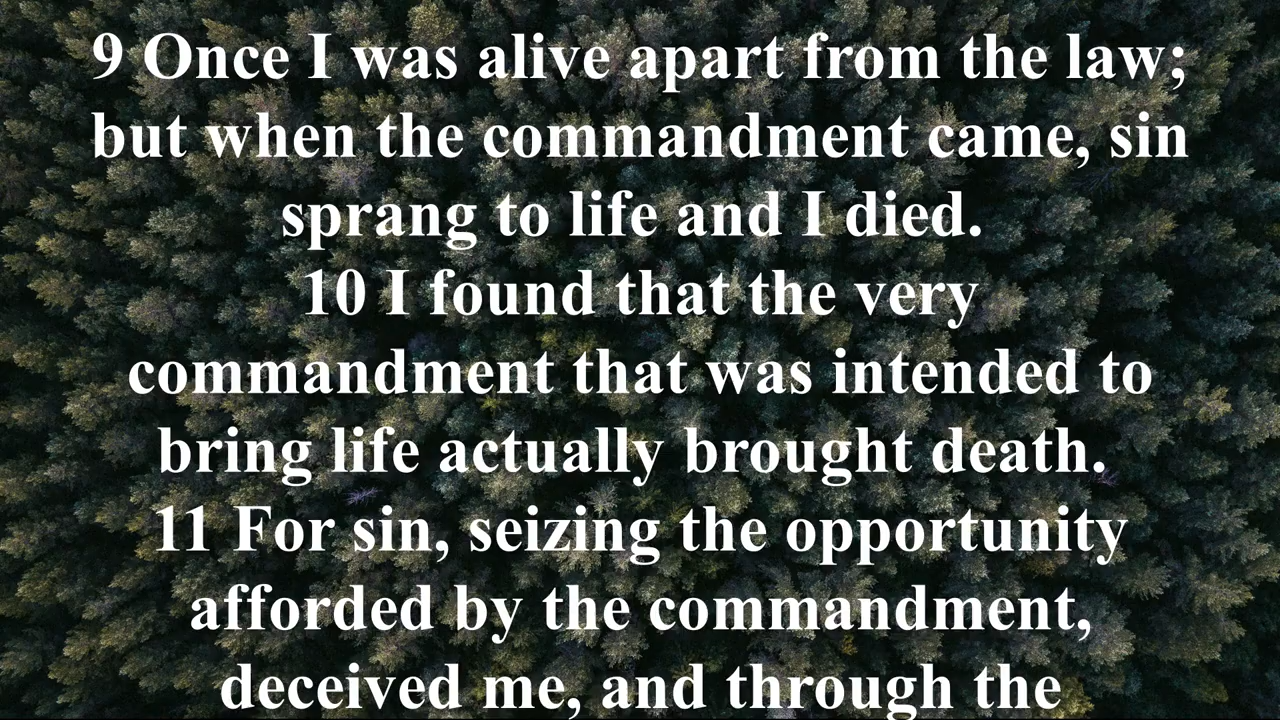 9 Once I was alive apart from the law;
but when the commandment came, sin
sprang to life and I died.
10 I found that the very
commandment that was intended to
bring life actually brought death.
11 For sin, seizing the opportunity
afforded by the commandment,
deceived me, and through the